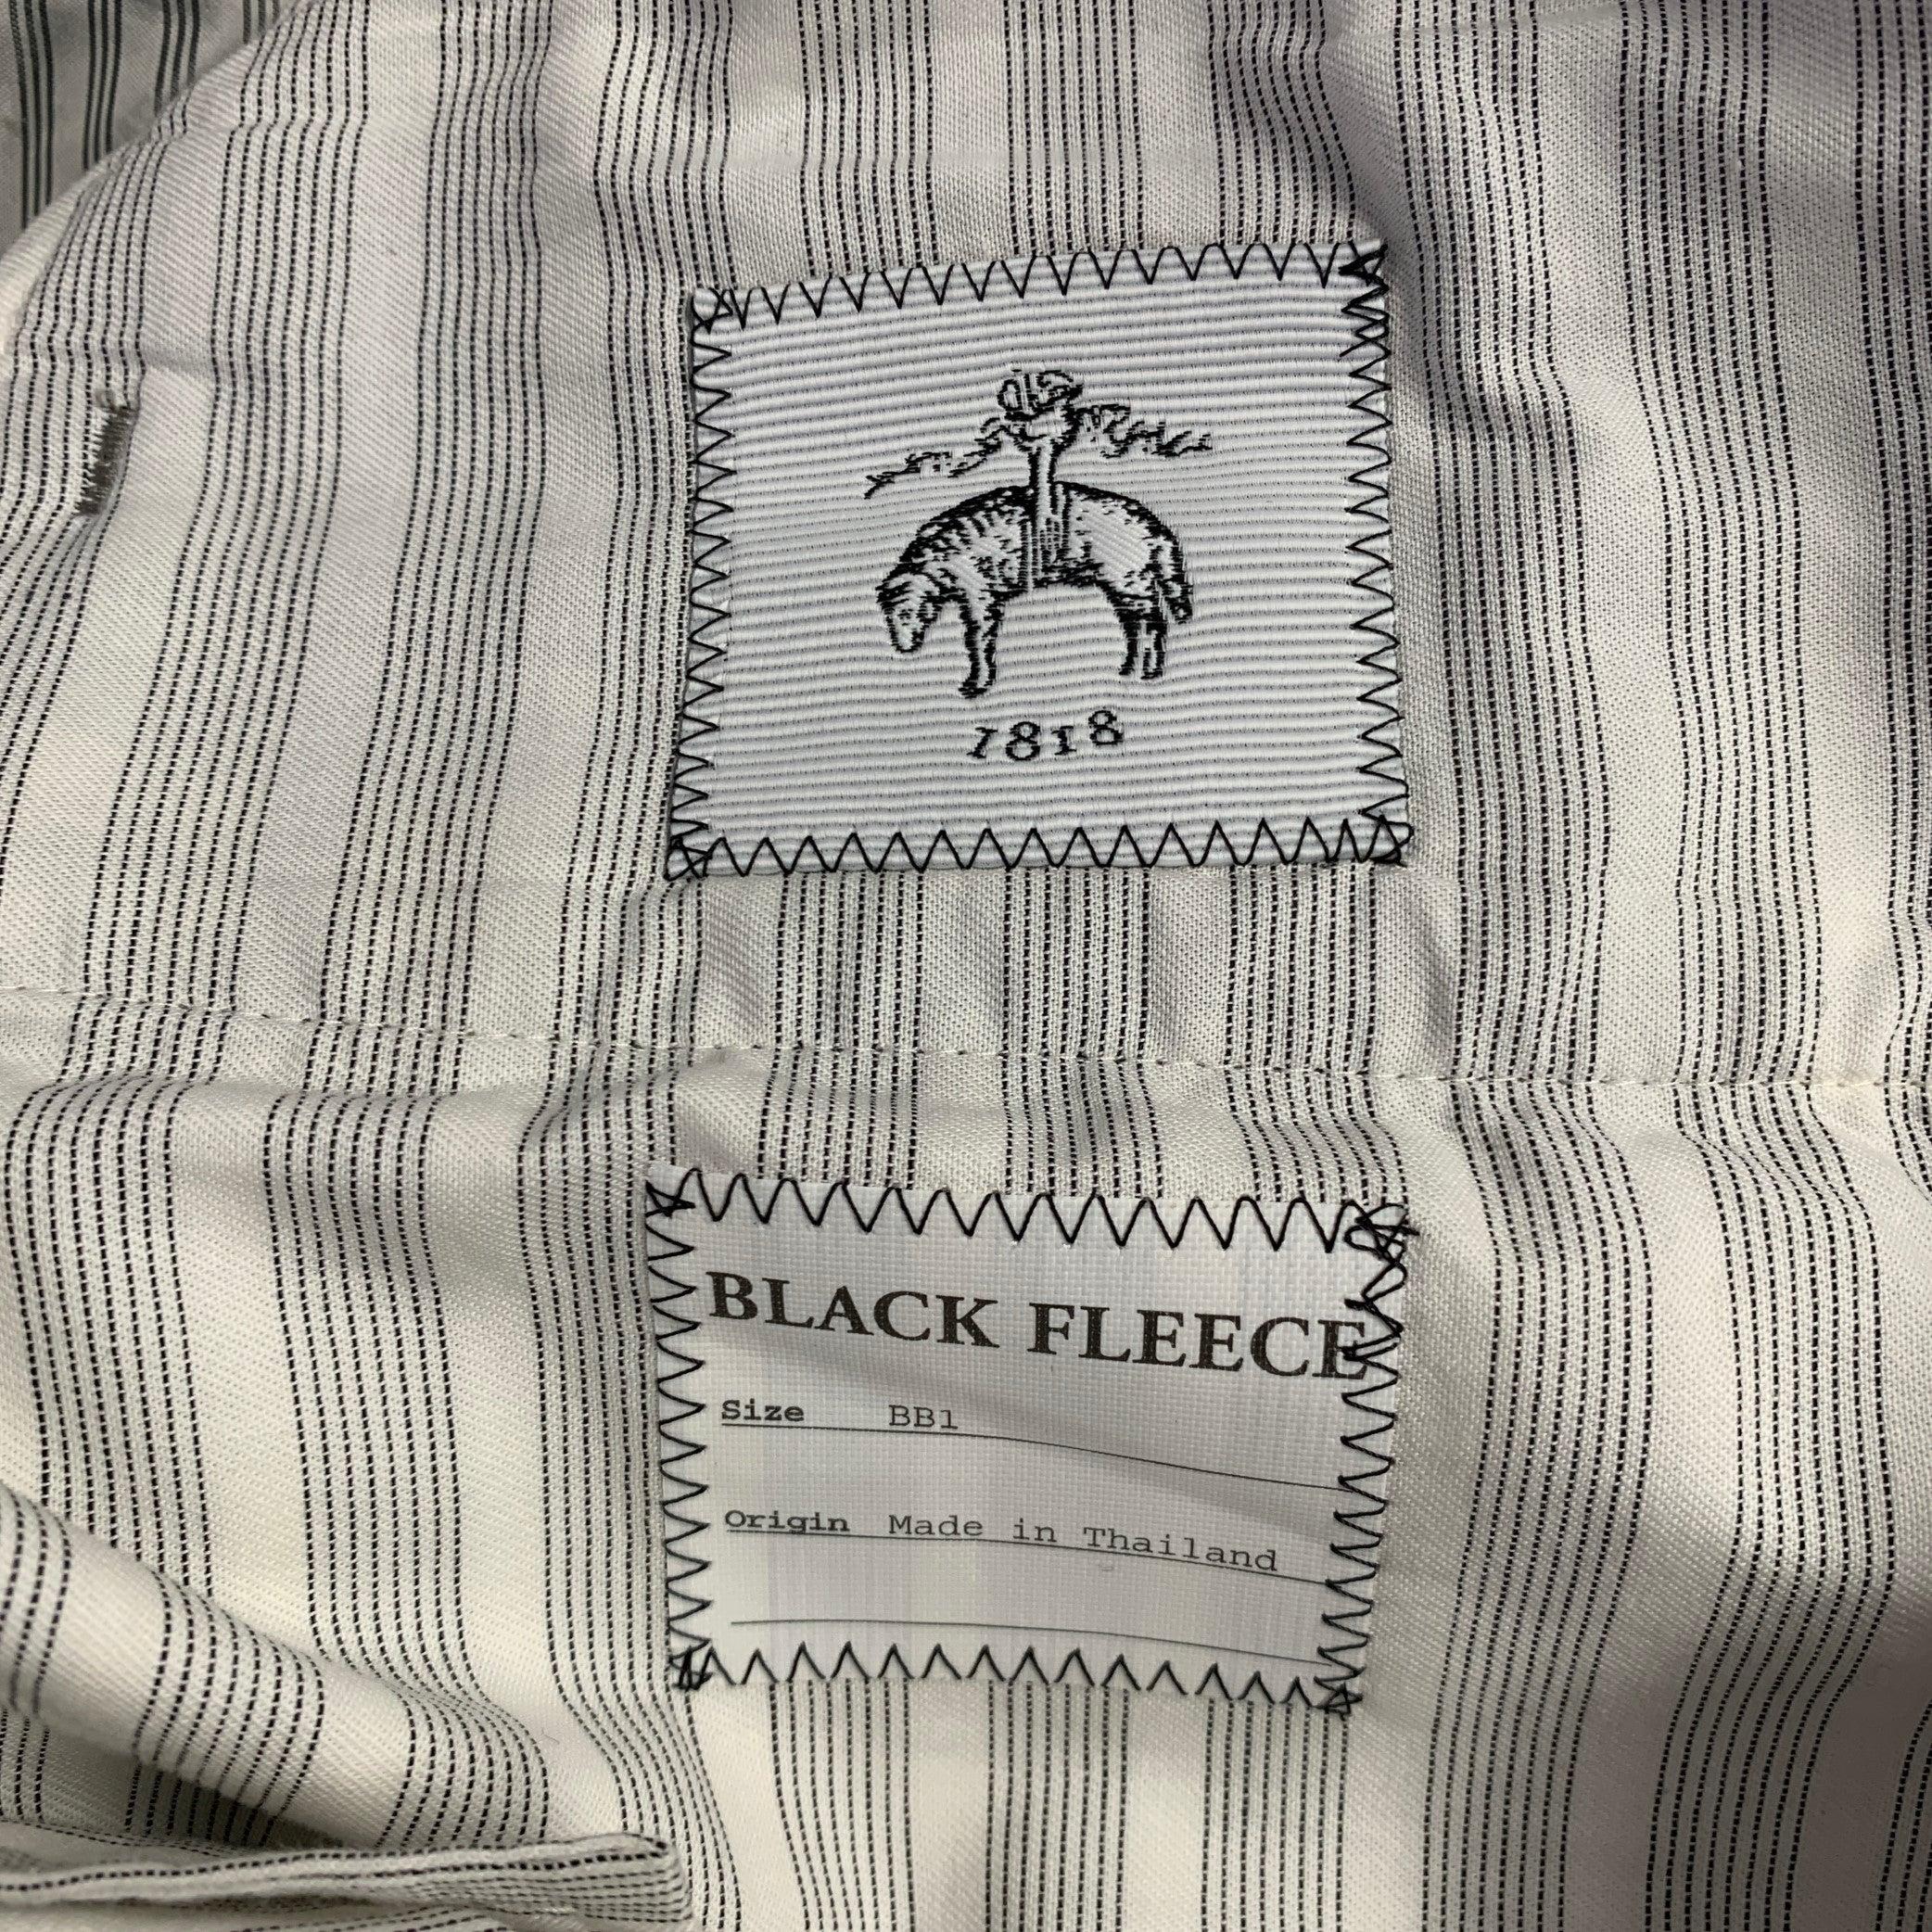 1818
BLACK FLEECE
Size BB1
Origin Made in Thailand